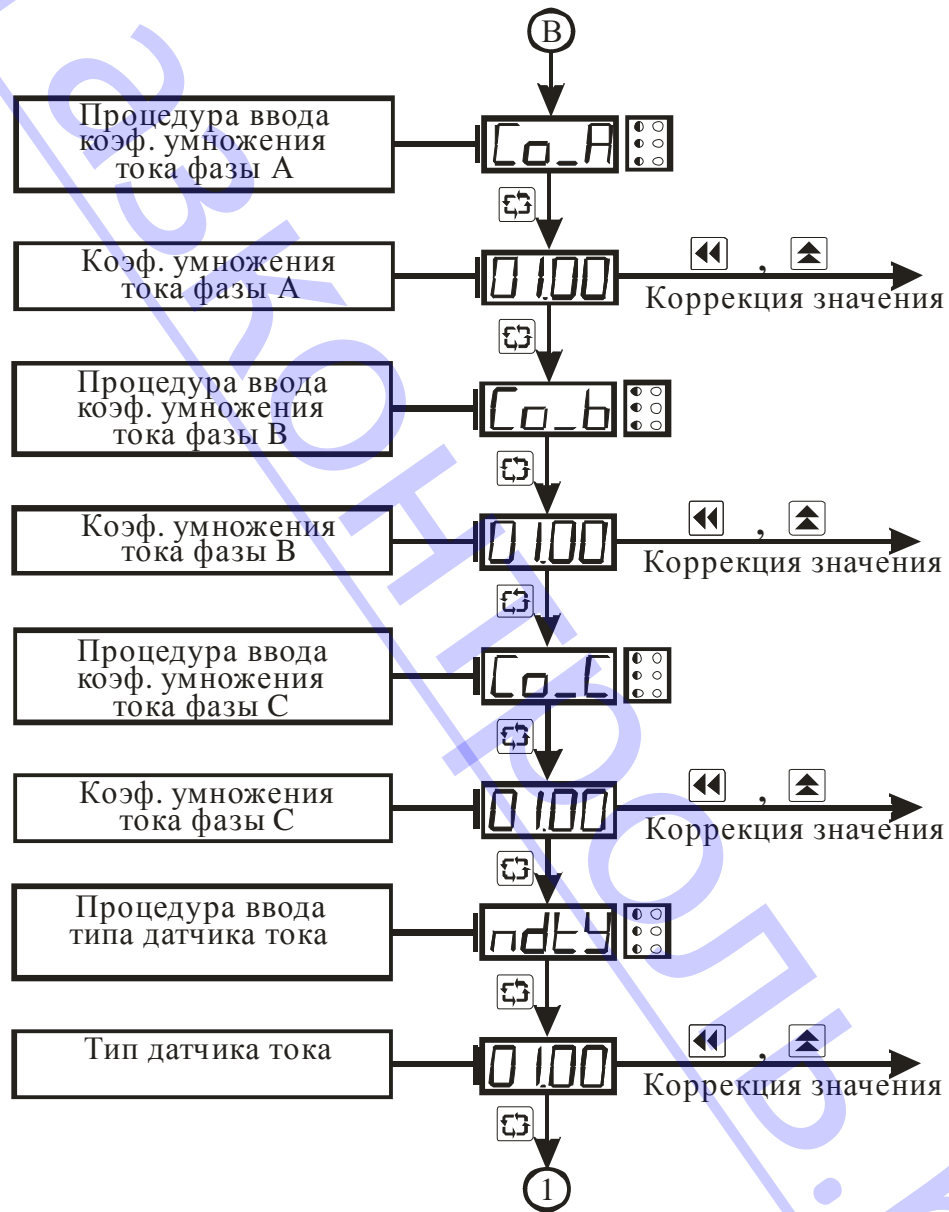 В
Процедура ввода
коэф. умножения
тока фазы А
Co_A
Коэф. умножения
тока фазы А
01.00
,
Коррекция значения
Процедура ввода
коэф. умножения
тока фазы В
Co_b
Коэф. умножения
тока фазы В
01.00
,
Коррекция значения
Процедура ввода
коэф. умножения
тока фазы С
Co_C
Коэф. умножения
тока фазы С
01.00
,
Коррекция значения
Процедура ввода
типа датчика тока
ndtY
Тип датчика тока
01.00
,
Коррекция значения
1
азконтроль.